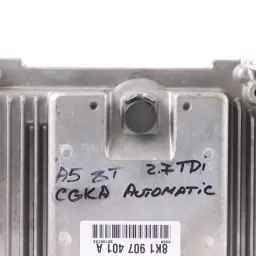 A5 8T 2.7TDi
CGKA AUTOMATIC
8K1 907 401 A